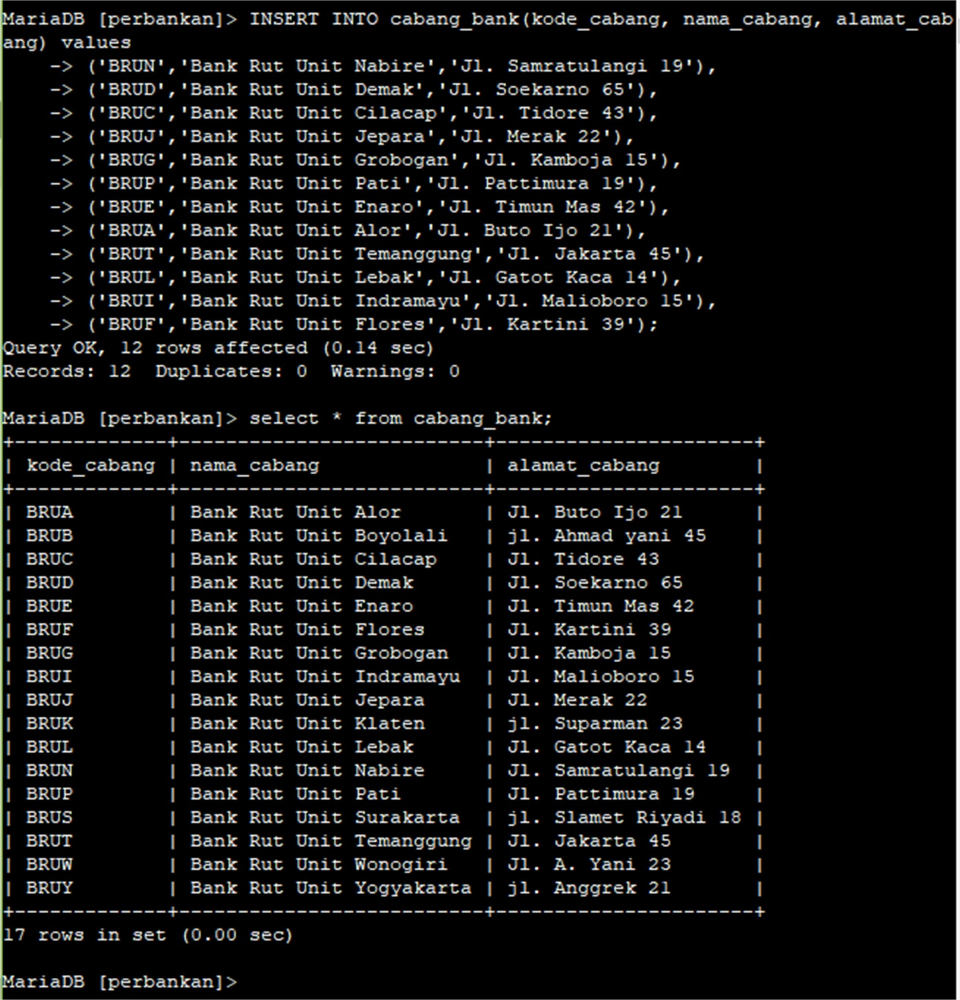 MariaDB [perbankan]> INSERT INTO cabang_bank(kode_cabang, nama_cabang, alamat_cab
ang) values
    -> ('BRUN','Bank Rut Unit Nabire','Jl. Samratulangi 19'),
    -> ('BRUD','Bank Rut Unit Demak','Jl. Soekarno 65'),
    -> ('BRUC','Bank Rut Unit Cilacap','Jl. Tidore 43'),
    -> ('BRUJ','Bank Rut Unit Jepara','Jl. Merak 22'),
    -> ('BRUG','Bank Rut Unit Grobogan','Jl. Kamboja 15'),
    -> ('BRUP','Bank Rut Unit Pati','Jl. Pattimura 19'),
    -> ('BRUE','Bank Rut Unit Enaro','Jl. Timun Mas 42'),
    -> ('BRUA','Bank Rut Unit Alor','Jl. Buto Ijo 21'),
    -> ('BRUT','Bank Rut Unit Temanggung','Jl. Jakarta 45'),
    -> ('BRUL','Bank Rut Unit Lebak','Jl. Gatot Kaca 14'),
    -> ('BRUI','Bank Rut Unit Indramayu','Jl. Malioboro 15'),
    -> ('BRUF','Bank Rut Unit Flores','Jl. Kartini 39');
Query OK, 12 rows affected (0.14 sec)
Records: 12  Duplicates: 0  Warnings: 0

MariaDB [perbankan]> select * from cabang_bank;
+-------------+--------------------------+----------------------+
| kode_cabang | nama_cabang              | alamat_cabang        |
+-------------+--------------------------+----------------------+
| BRUA        | Bank Rut Unit Alor       | Jl. Buto Ijo 21      |
| BRUB        | Bank Rut Unit Boyolali   | jl. Ahmad yani 45    |
| BRUC        | Bank Rut Unit Cilacap    | Jl. Tidore 43        |
| BRUD        | Bank Rut Unit Demak      | Jl. Soekarno 65      |
| BRUE        | Bank Rut Unit Enaro      | Jl. Timun Mas 42     |
| BRUF        | Bank Rut Unit Flores     | Jl. Kartini 39       |
| BRUG        | Bank Rut Unit Grobogan   | Jl. Kamboja 15       |
| BRUI        | Bank Rut Unit Indramayu  | Jl. Malioboro 15     |
| BRUJ        | Bank Rut Unit Jepara     | Jl. Merak 22         |
| BRUK        | Bank Rut Unit Klaten     | jl. Suparman 23      |
| BRUL        | Bank Rut Unit Lebak      | Jl. Gatot Kaca 14    |
| BRUN        | Bank Rut Unit Nabire     | Jl. Samratulangi 19  |
| BRUP        | Bank Rut Unit Pati       | Jl. Pattimura 19     |
| BRUS        | Bank Rut Unit Surakarta  | jl. Slamet Riyadi 18 |
| BRUT        | Bank Rut Unit Temanggung | Jl. Jakarta 45       |
| BRUW        | Bank Rut Unit Wonogiri   | Jl. A. Yani 23       |
| BRUY        | Bank Rut Unit Yogyakarta | jl. Anggrek 21       |
+-------------+--------------------------+----------------------+
17 rows in set (0.00 sec)

MariaDB [perbankan]>